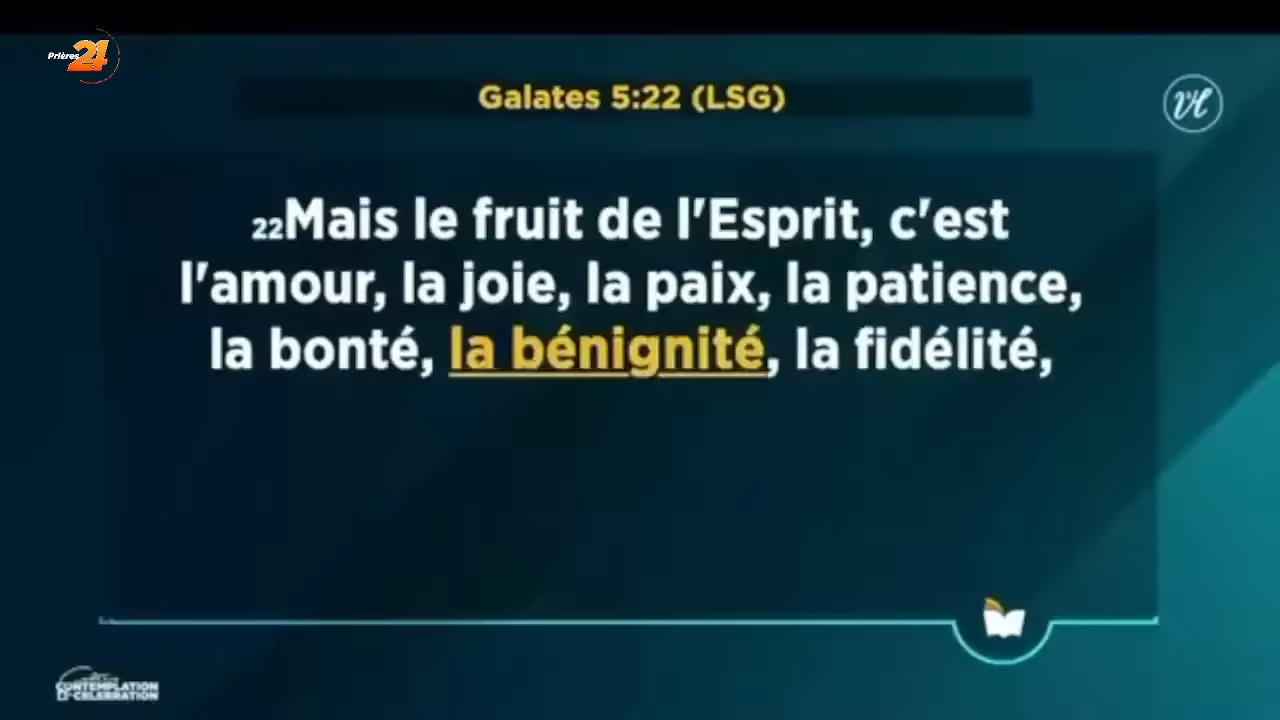 Prières 24
Galates 5:22 (LSG)
22Mais le fruit de l'Esprit, c'est
l'amour, la joie, la paix, la patience,
la bonté, la bénignité, la fidélité,
CONTEMPLATION
& CELEBRATION